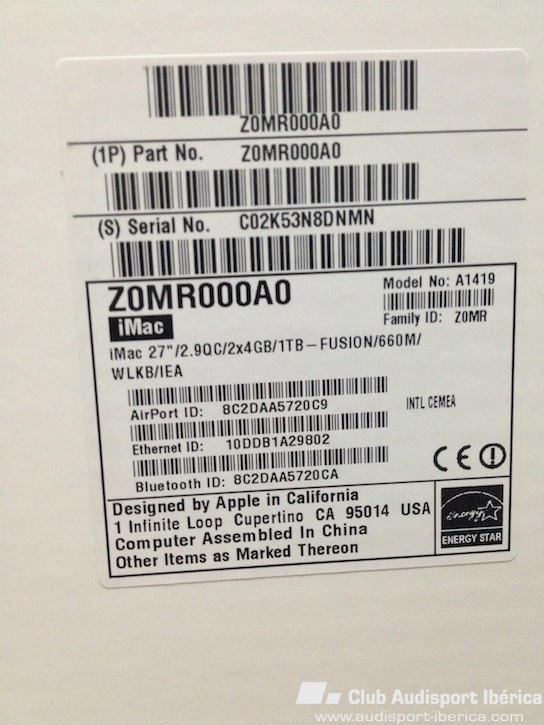 Z0MR000A0
(1P) Part No. Z0MR000A0
(S) Serial No. C02K53N8DNMN
Z0MR000A0
Model No: A1419
iMac
Family ID: Z0MR
iMac 27"/2.9QC/2x4GB/1TB-FUSION/660M/
WLKB/IEA
AirPort ID: 8C2DAA5720C9
INTL CEMEA
Ethernet ID: 10DDB1A29802
Bluetooth ID: 8C2DAA5720CA
CE
Designed by Apple in California
1 Infinite Loop Cupertino CA 95014 USA
Computer Assembled In China
Other Items as Marked Thereon
energy
ENERGY STAR
Club Audisport Ibérica
www.audisport-iberica.com